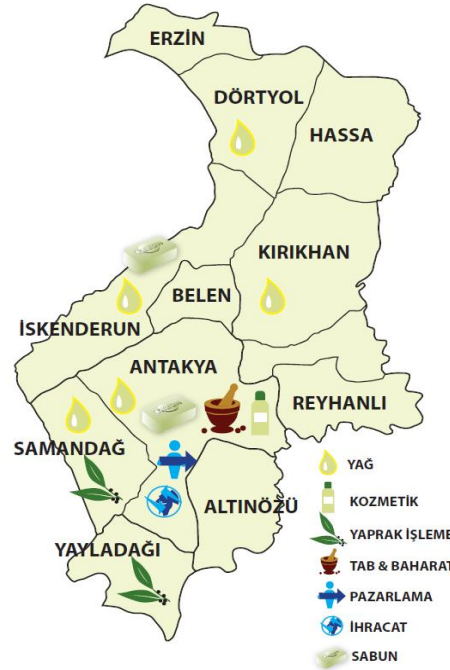 ERZİN
DÖRTYOL
HASSA
KIRIKHAN
BELEN
İSKENDERUN
ANTAKYA
REYHANLI
SAMANDAĞ
ALTINÖZÜ
YAYLADAĞI
YAĞ
KOZMETİK
YAPRAK İŞLEME
TAB & BAHARAT
PAZARLAMA
İHRACAT
SABUN